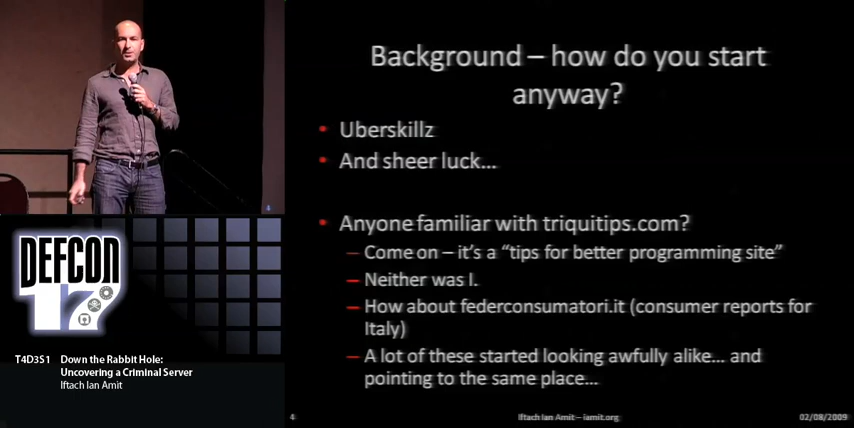 Background – how do you start
anyway?
• Uberskillz
• And sheer luck...
• Anyone familiar with triquitips.com?
– Come on – it's a "tips for better programming site"
– Neither was I.
– How about federconsumatori.it (consumer reports for
Italy)
– A lot of these started looking awfully alike... and
pointing to the same place...
4
Iftach Ian Amit – iamit.org
02/08/2009
DEFCON
17
T4D3S1
Down the Rabbit Hole:
Uncovering a Criminal Server
Iftach Ian Amit